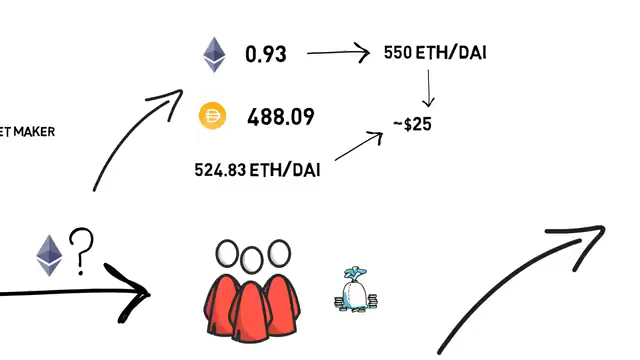 0.93
550 ETH/DAI
488.09
~$25
ET MAKER
524.83 ETH/DAI
?